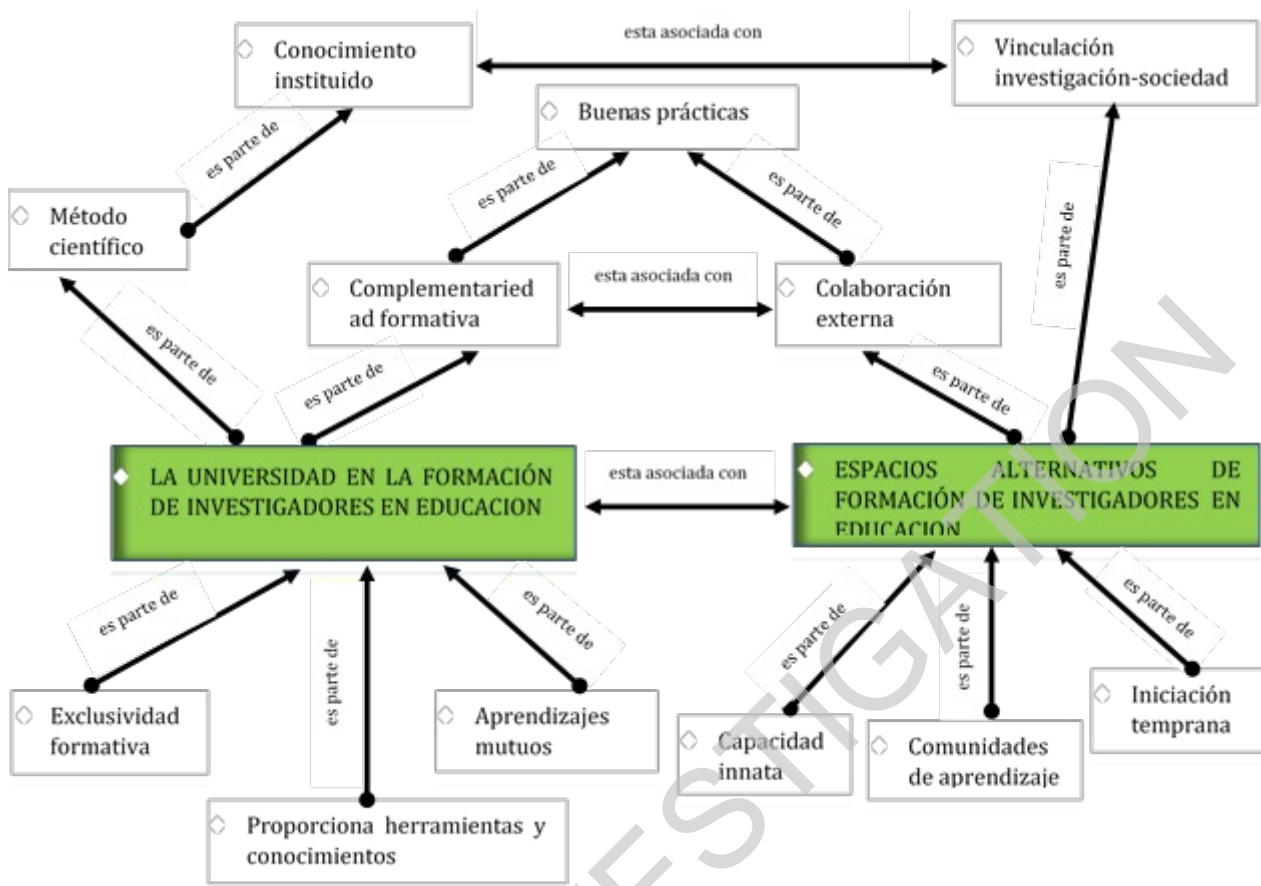 esta asociada con
Conocimiento
instituido
Vinculación
investigación-sociedad
Buenas prácticas
es parte de
es parte de
es parte de
Método
científico
es parte de
esta asociada con
Complementaried
ad formativa
Colaboración
externa
es parte de
es parte de
es parte de
LA UNIVERSIDAD EN LA FORMACIÓN
DE INVESTIGADORES EN EDUCACION
esta asociada con
ESPACIOS ALTERNATIVOS DE
FORMACIÓN DE INVESTIGADORES EN
EDUCACION
es parte de
es parte de
es parte de
es parte de
es parte de
es parte de
Exclusividad
formativa
Aprendizajes
mutuos
Capacidad
innata
Comunidades
de aprendizaje
Iniciación
temprana
Proporciona herramientas y
conocimientos
ESTIGATION